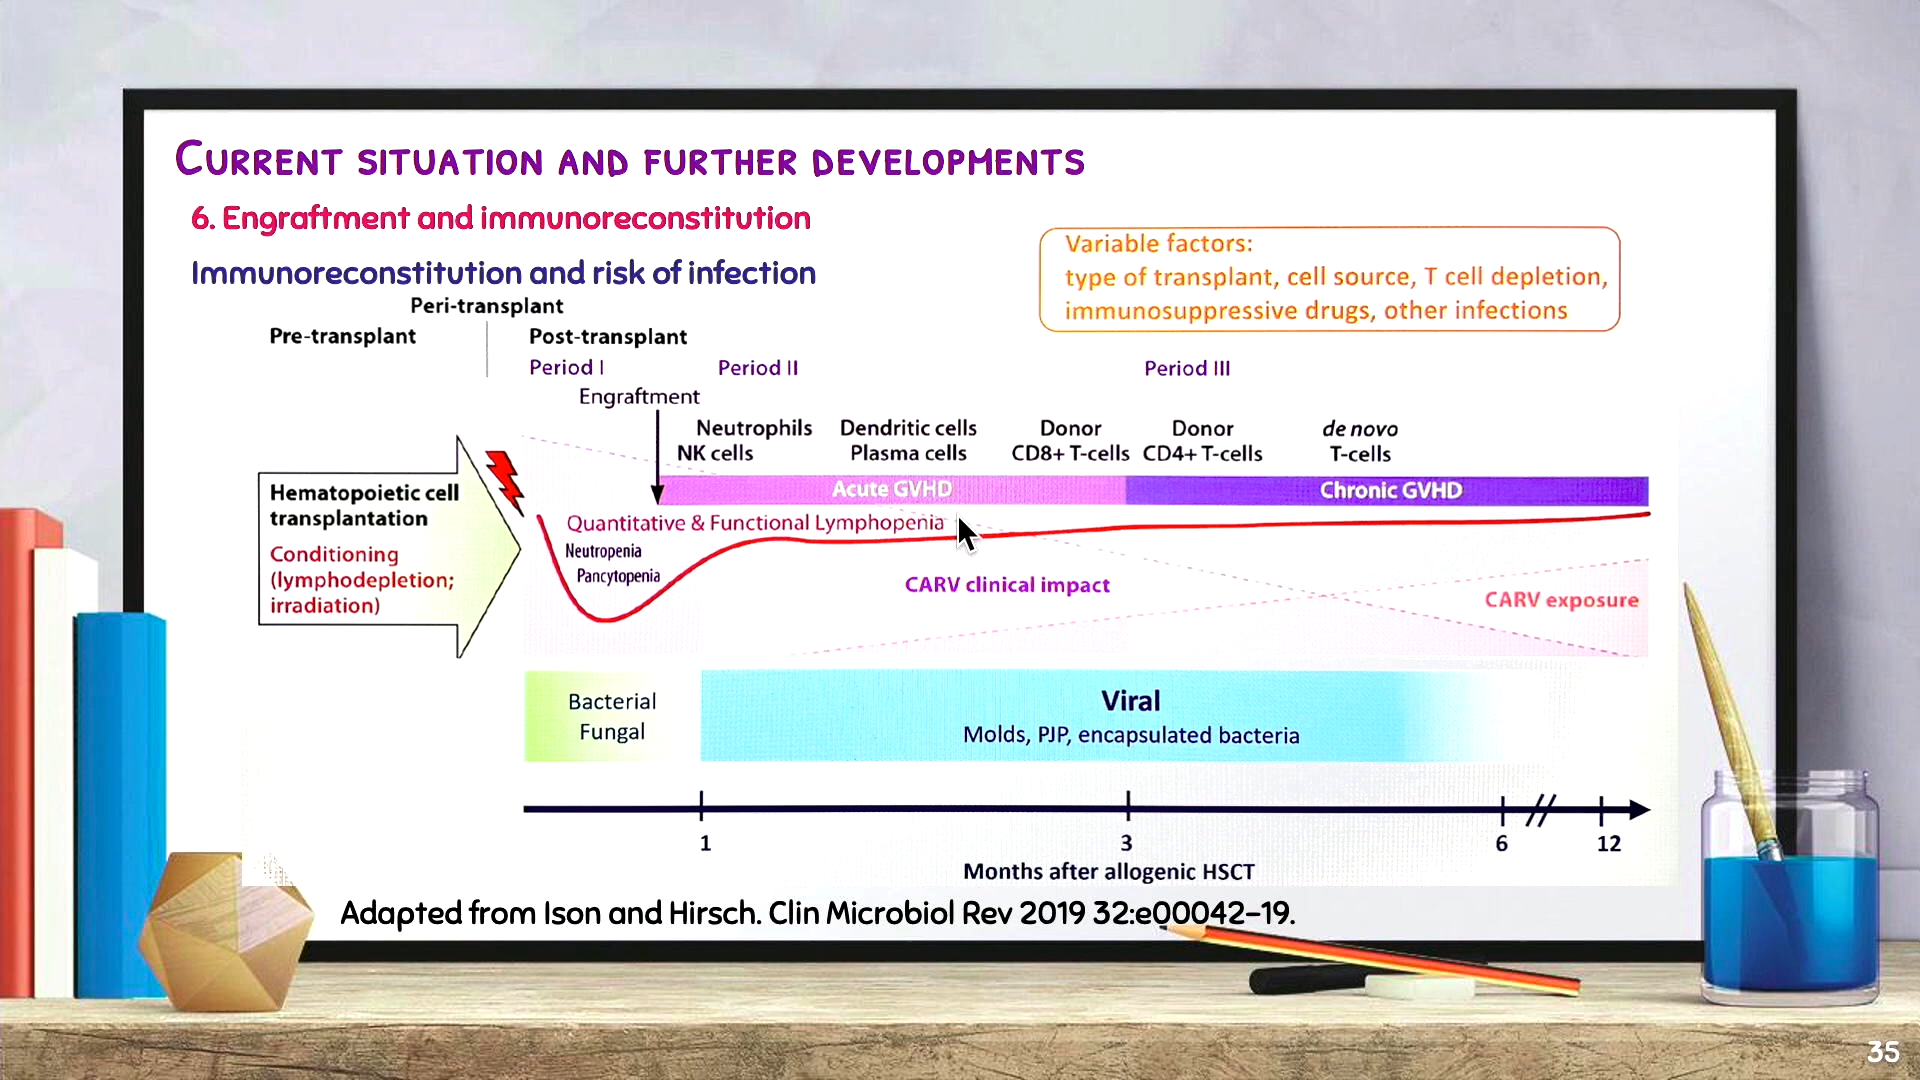 Current situation and further developments
6. Engraftment and immunoreconstitution
Immunoreconstitution and risk of infection
Variable factors:
type of transplant, cell source, T cell depletion,
immunosuppressive drugs, other infections
Peri-transplant
Pre-transplant
Post-transplant
Period I
Period II
Period III
Engraftment
Neutrophils
NK cells
Dendritic cells
Plasma cells
Donor
CD8+ T-cells
Donor
CD4+ T-cells
de novo
T-cells
Acute GVHD
Chronic GVHD
Hematopoietic cell
transplantation
Conditioning
(lymphodepletion;
irradiation)
Quantitative & Functional Lymphopenia
Neutropenia
Pancytopenia
CARV clinical impact
CARV exposure
Bacterial
Fungal
Viral
Molds, PJP, encapsulated bacteria
1
3
6
12
Months after allogenic HSCT
Adapted from Ison and Hirsch. Clin Microbiol Rev 2019 32:e00042-19.
35